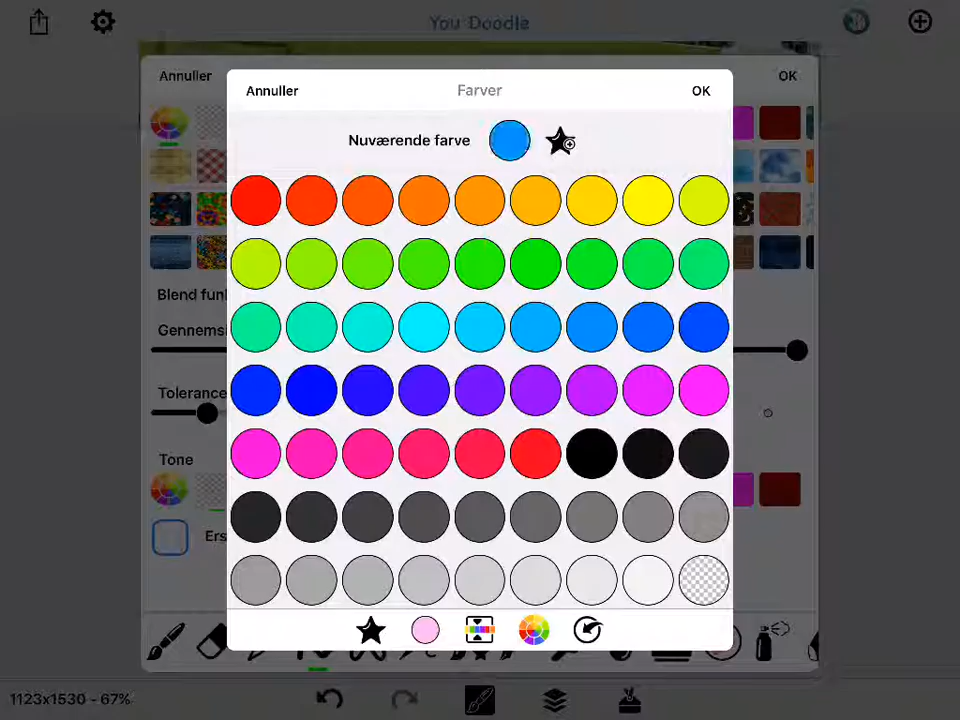 You Doodle
Annuller
OK
Annuller
Farver
OK
Nuværende farve
Blend fun
Gennems
Tolerance
Tone
Ers
1123x1530 - 67%